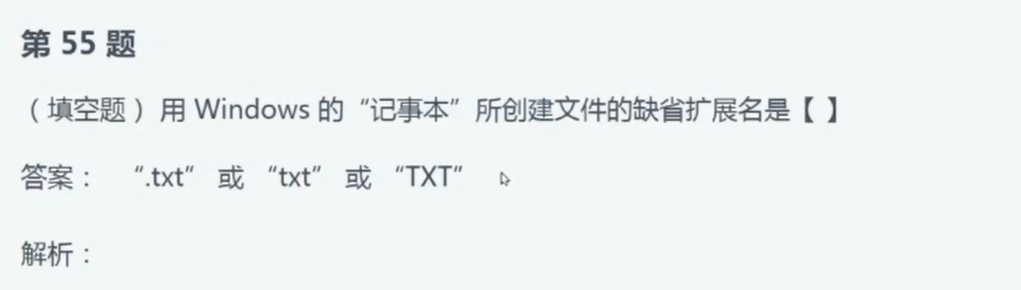 第 55 题
（填空题）用 Windows 的“记事本”所创建文件的缺省扩展名是【 】
答案： “.txt” 或 “txt” 或 “TXT”
解析：